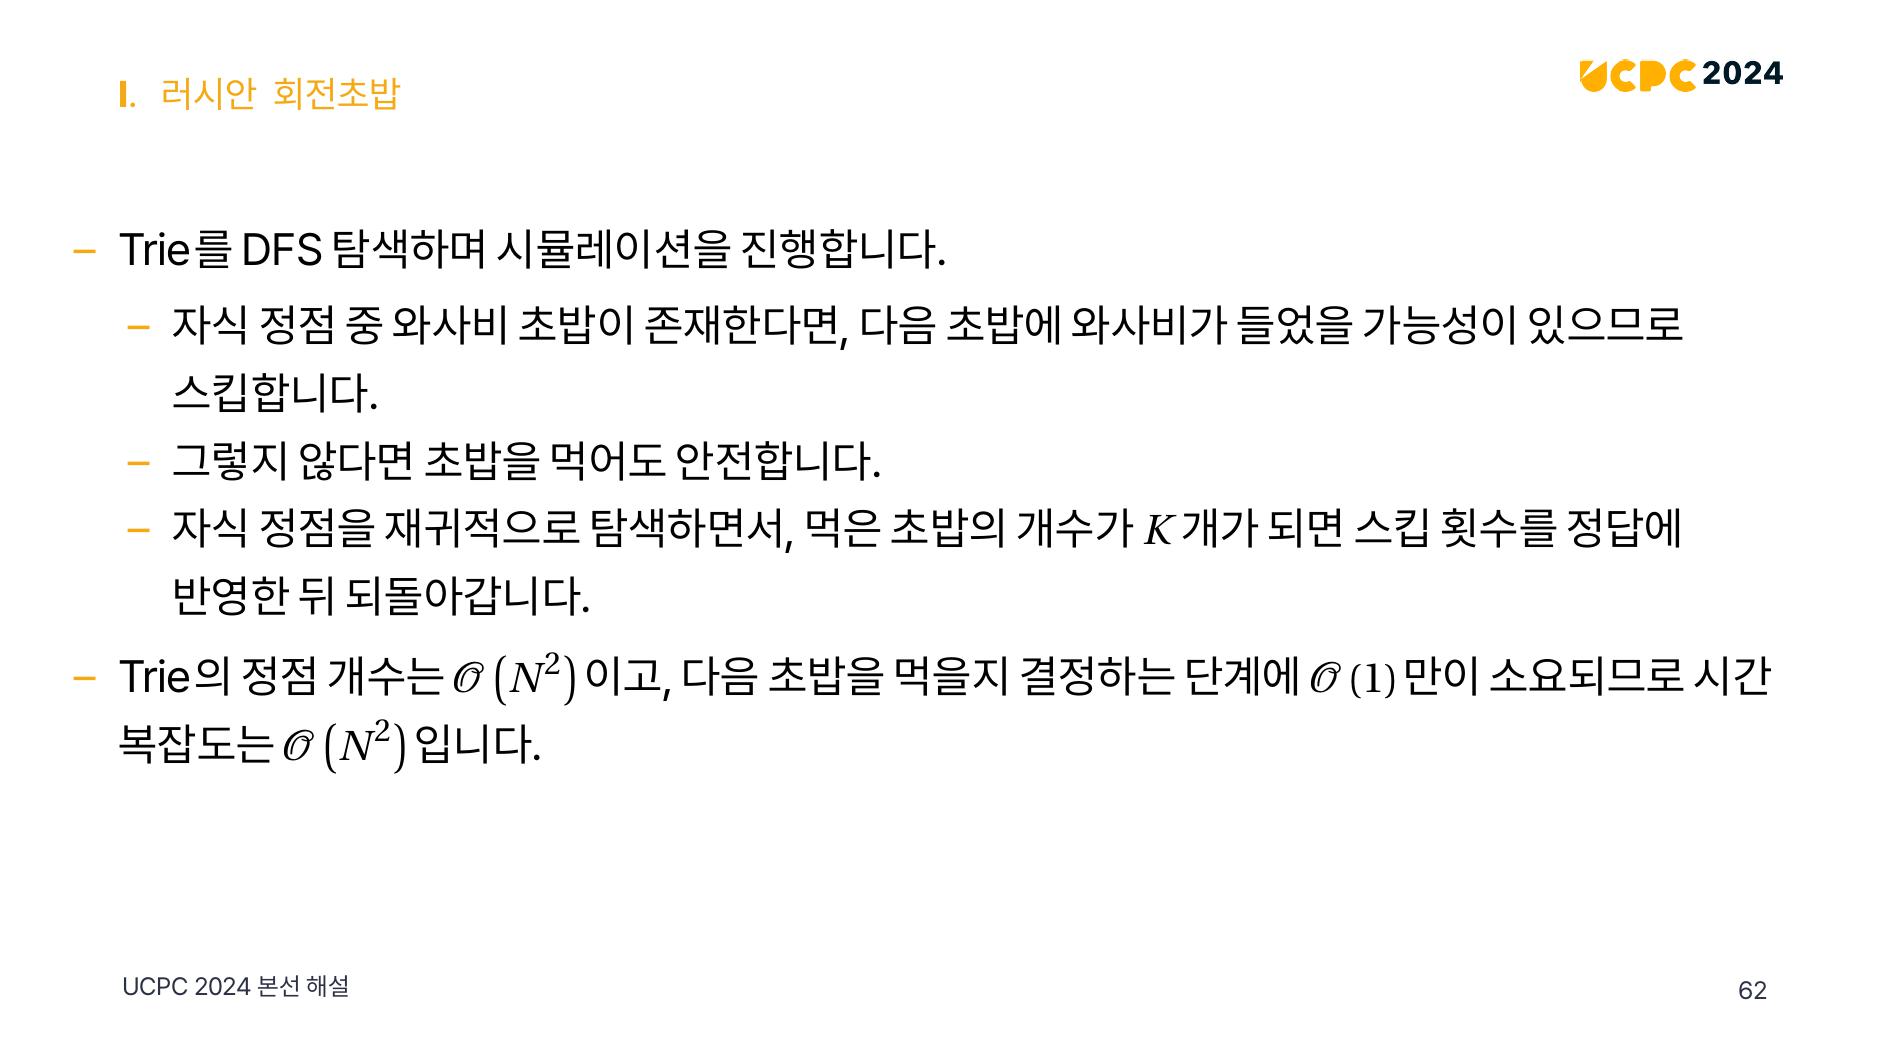 I. 러시안 회전초밥
UCPC 2024
– Trie를 DFS 탐색하며 시뮬레이션을 진행합니다.
– 자식 정점 중 와사비 초밥이 존재한다면, 다음 초밥에 와사비가 들었을 가능성이 있으므로
스킵합니다.
– 그렇지 않다면 초밥을 먹어도 안전합니다.
– 자식 정점을 재귀적으로 탐색하면서, 먹은 초밥의 개수가 K 개가 되면 스킵 횟수를 정답에
반영한 뒤 되돌아갑니다.
– Trie의 정점 개수는 𝒪 (N²) 이고, 다음 초밥을 먹을지 결정하는 단계에 𝒪 (1) 만이 소요되므로 시간
복잡도는 𝒪 (N²) 입니다.
UCPC 2024 본선 해설
62